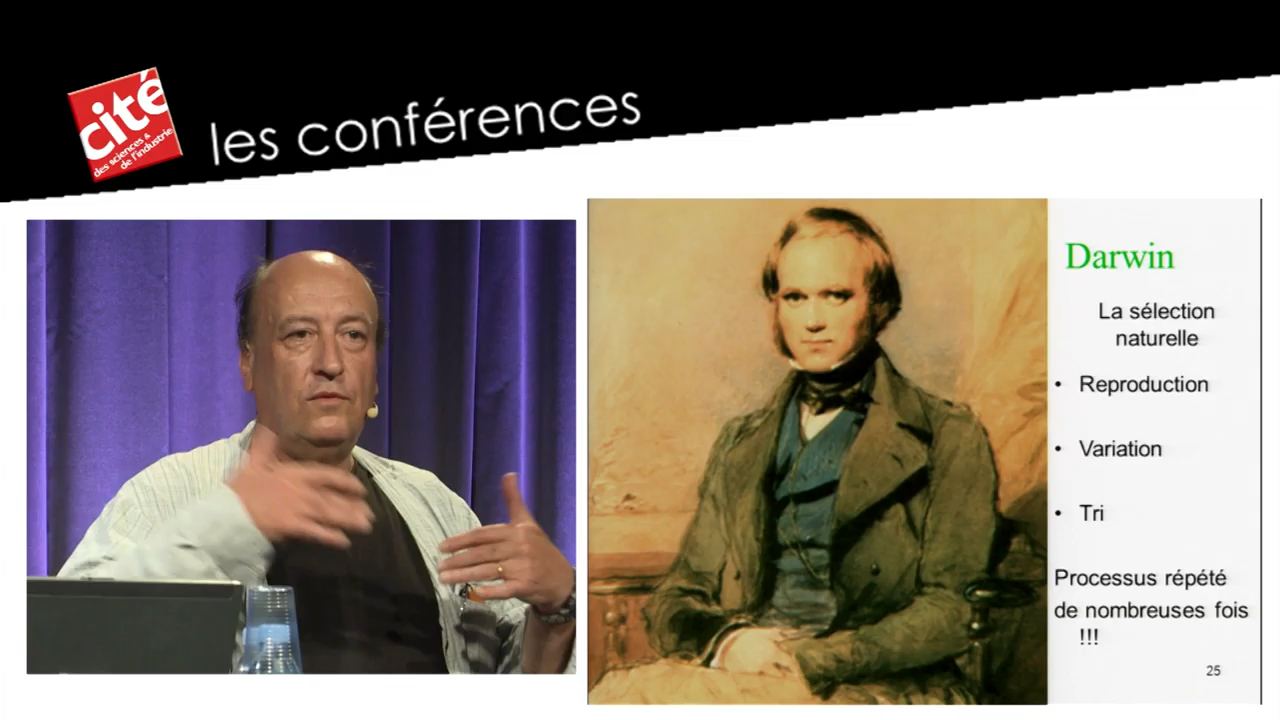 cité
des sciences &
de l'industrie
les conférences
Darwin
La sélection
naturelle
• Reproduction
• Variation
• Tri
Processus répété
de nombreuses fois
!!!
25